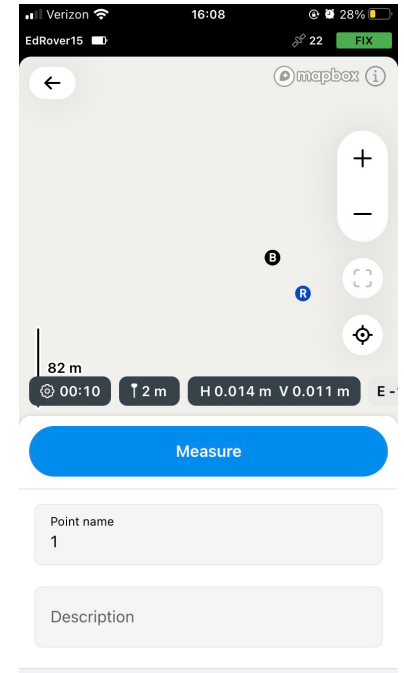 Verizon 16:08 28%
EdRover15 22 FIX
mapbox i
B
R
82 m
00:10 2 m H 0.014 m V 0.011 m E -
Measure
Point name
1
Description